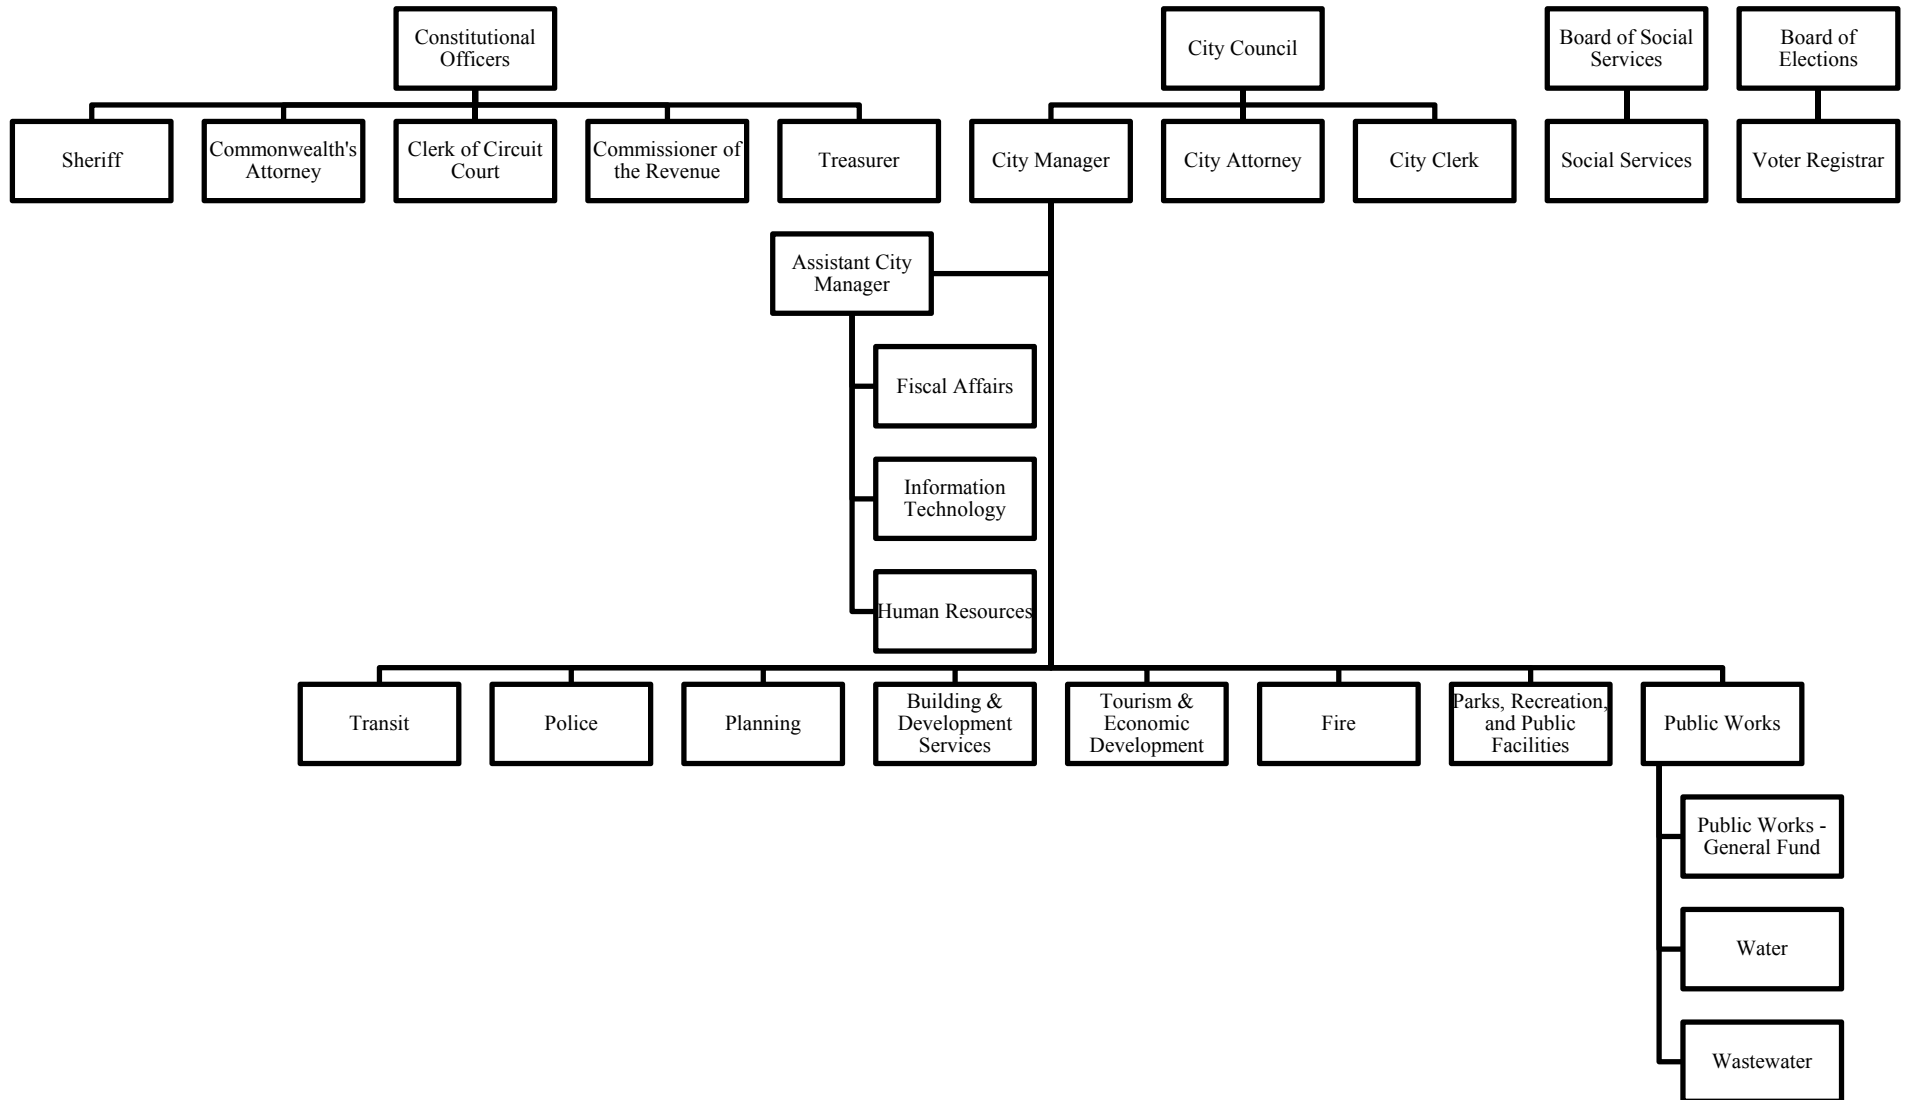 Constitutional
Officers
City Council
Board of Social
Services
Board of
Elections
Sheriff
Commonwealth's
Attorney
Clerk of Circuit
Court
Commissioner of
the Revenue
Treasurer
City Manager
City Attorney
City Clerk
Social Services
Voter Registrar
Assistant City
Manager
Fiscal Affairs
Information
Technology
Human Resources
Transit
Police
Planning
Building &
Development
Services
Tourism &
Economic
Development
Fire
Parks, Recreation,
and Public
Facilities
Public Works
Public Works -
General Fund
Water
Wastewater